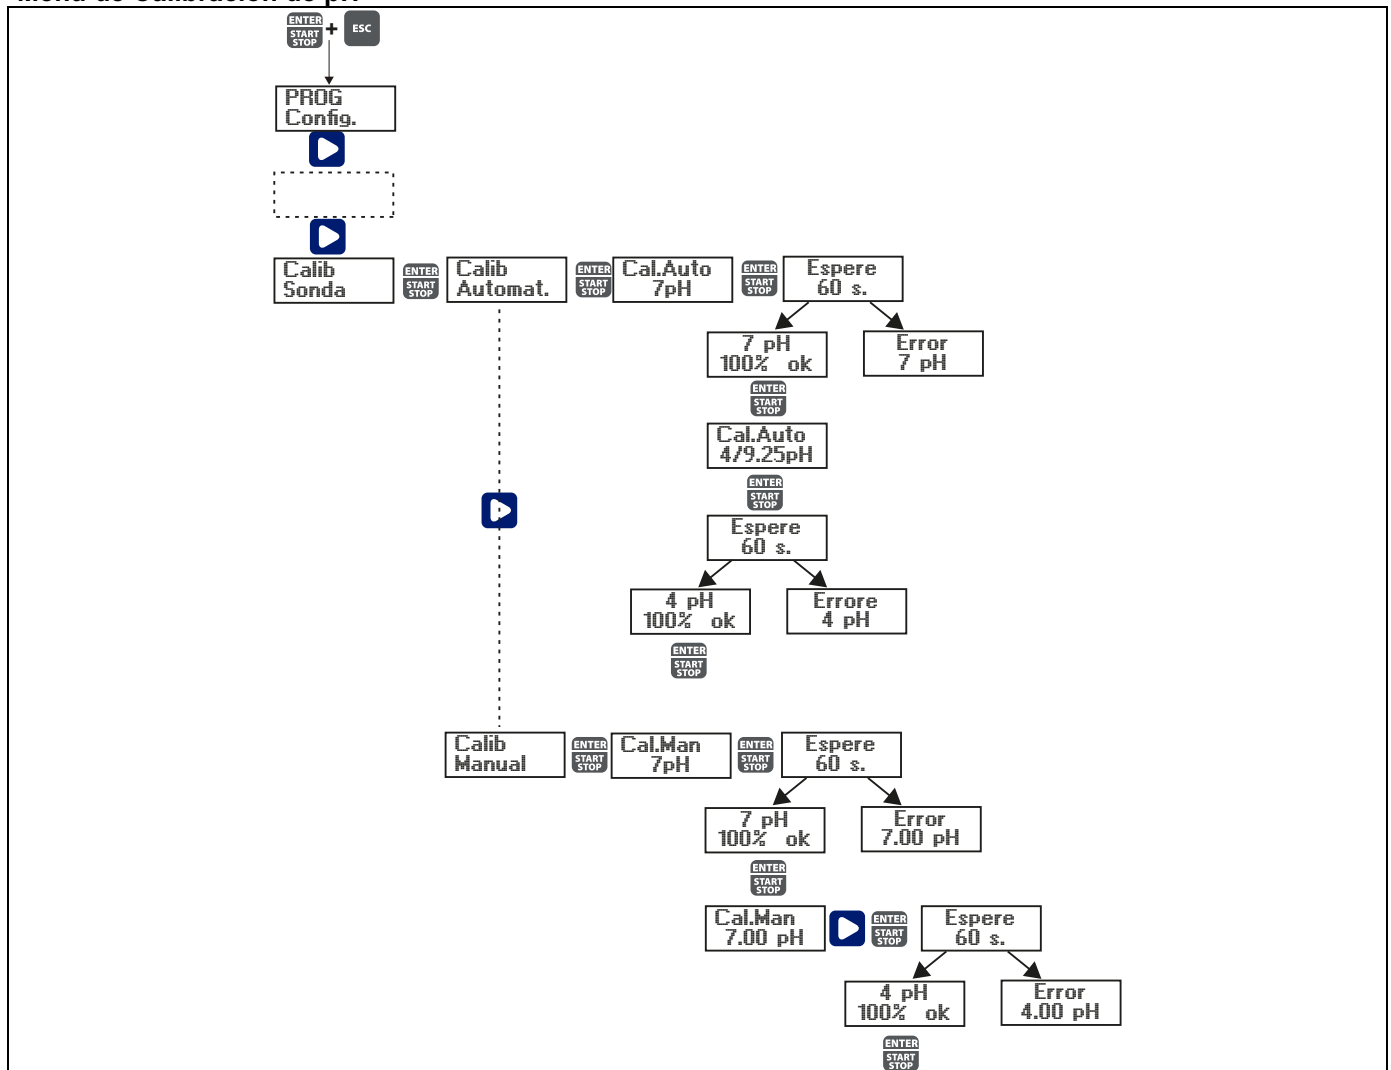 Menú de Calibración de pH
ENTER
START
STOP
+
ESC
PROG
Config.
Calib
Sonda
ENTER
START
STOP
Calib
Automat.
ENTER
START
STOP
Cal.Auto
7pH
ENTER
START
STOP
Espere
60 s.
7 pH
100% ok
Error
7 pH
ENTER
START
STOP
Cal.Auto
4/9.25pH
ENTER
START
STOP
Espere
60 s.
4 pH
100% ok
Errore
4 pH
ENTER
START
STOP
Calib
Manual
ENTER
START
STOP
Cal.Man
7pH
ENTER
START
STOP
Espere
60 s.
7 pH
100% ok
Error
7.00 pH
ENTER
START
STOP
Cal.Man
7.00 pH
ENTER
START
STOP
Espere
60 s.
4 pH
100% ok
Error
4.00 pH
ENTER
START
STOP